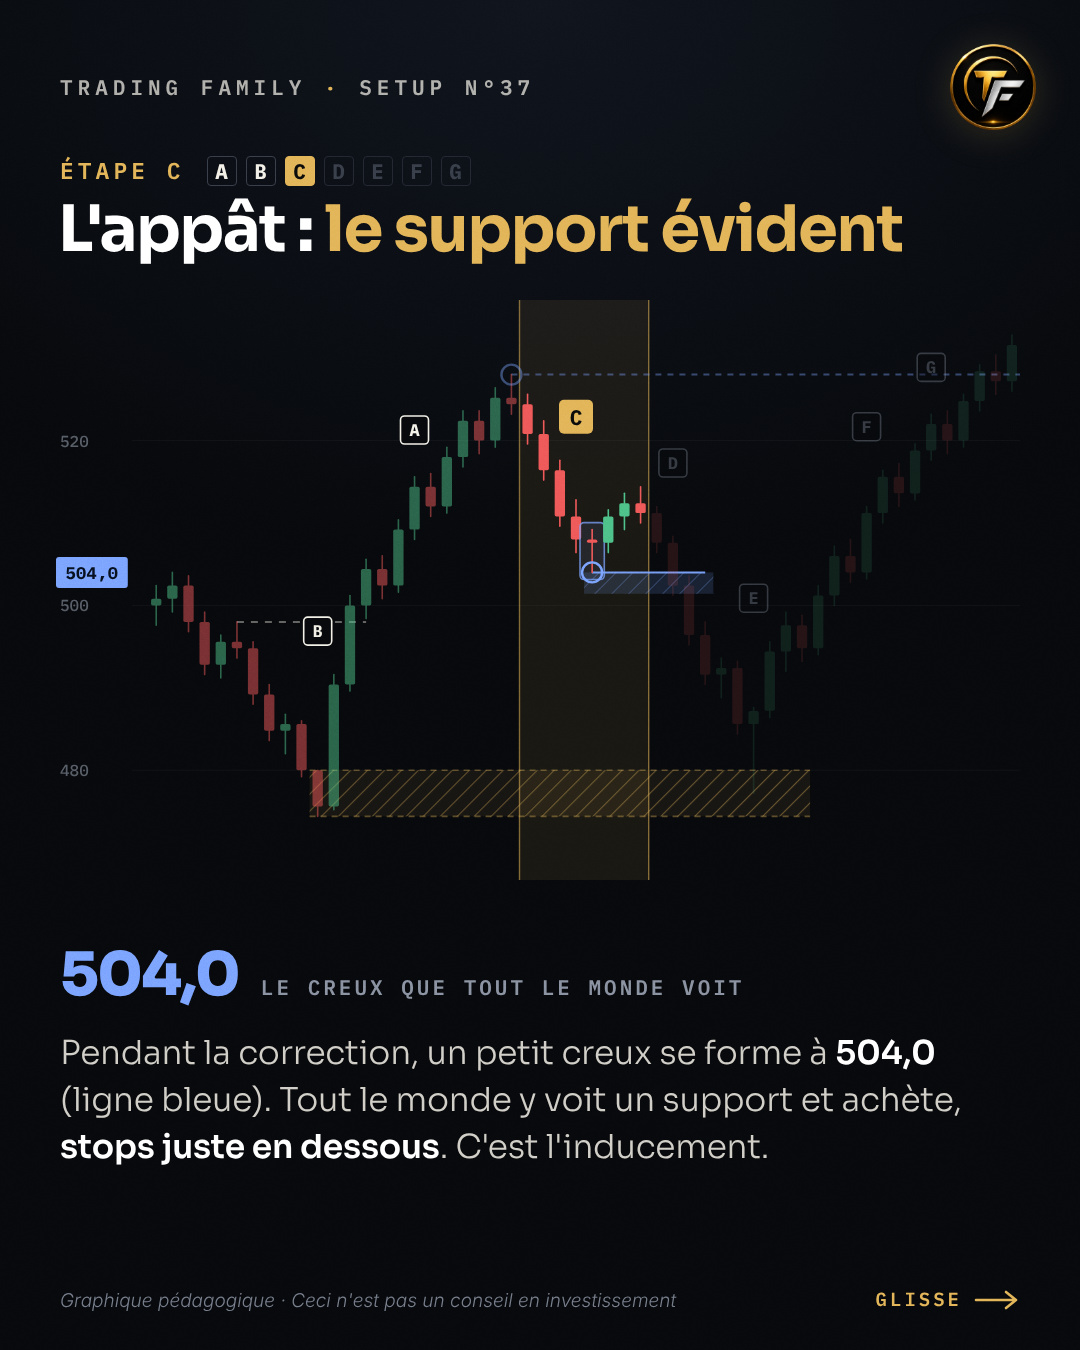 TRADING FAMILY · SETUP N°37
TF
ÉTAPE C A B C D E F G
L'appât : le support évident
G
C
A
F
520
D
504,0
500
E
B
480
504,0 LE CREUX QUE TOUT LE MONDE VOIT
Pendant la correction, un petit creux se forme à 504,0
(ligne bleue). Tout le monde y voit un support et achète,
stops juste en dessous. C'est l'inducement.
Graphique pédagogique · Ceci n'est pas un conseil en investissement
GLISSE →